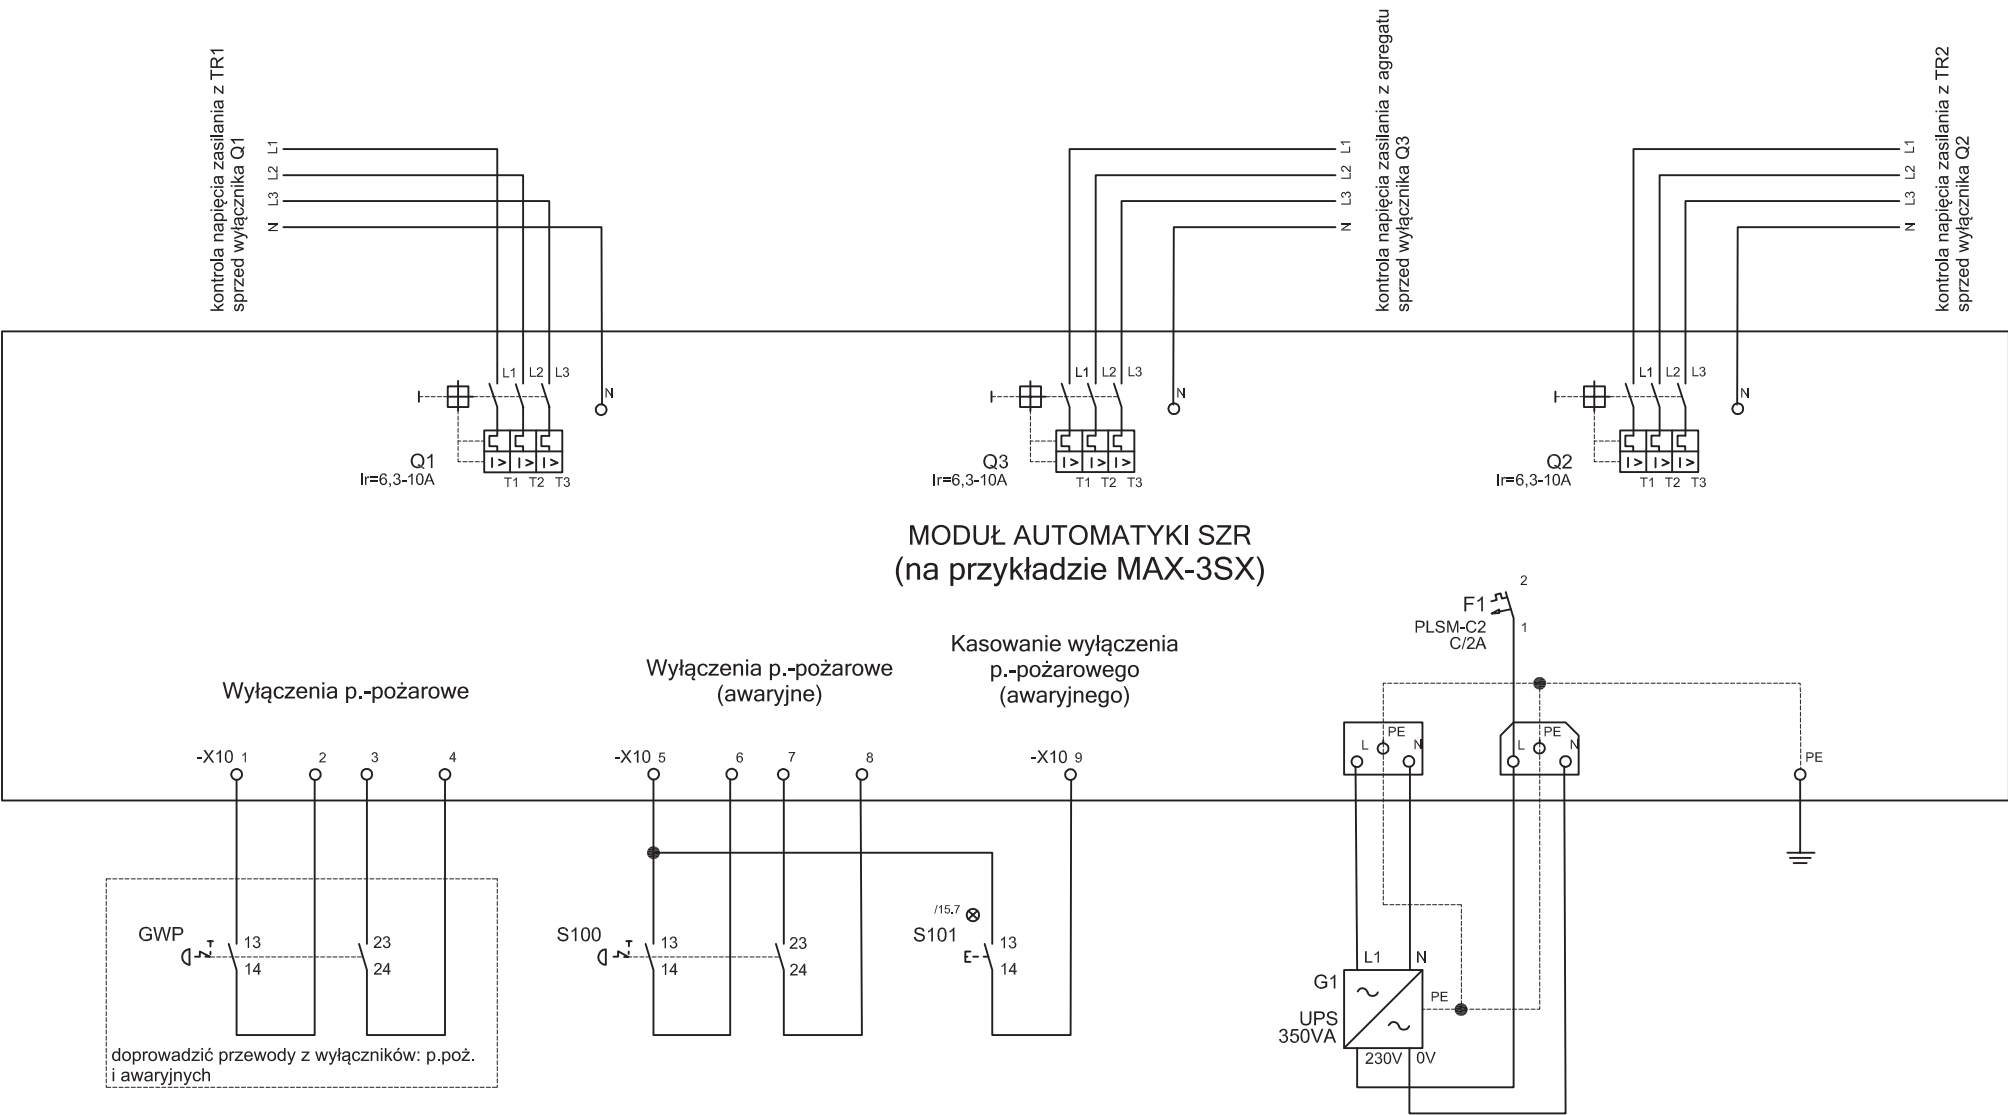 kontrola napięcia zasilania z TR1
sprzed wyłącznika Q1
L1
L2
L3
N
kontrola napięcia zasilania z agregatu
sprzed wyłącznika Q3
L1
L2
L3
N
kontrola napięcia zasilania z TR2
sprzed wyłącznika Q2
L1
L2
L3
N
L1 L2 L3
N
Q1
Ir=6,3-10A
I> I> I>
T1 T2 T3
L1 L2 L3
N
Q3
Ir=6,3-10A
I> I> I>
T1 T2 T3
L1 L2 L3
N
Q2
Ir=6,3-10A
I> I> I>
T1 T2 T3
MODUŁ AUTOMATYKI SZR
(na przykładzie MAX-3SX)
2
F1
PLSM-C2
C/2A
1
Wyłączenia p.-pożarowe
Wyłączenia p.-pożarowe
(awaryjne)
Kasowanie wyłączenia
p.-pożarowego
(awaryjnego)
-X10 1 2 3 4
-X10 5 6 7 8
-X10 9
L PE N
L PE N
PE
GWP
13
14
23
24
doprowadzić przewody z wyłączników: p.poż.
i awaryjnych
S100
13
14
23
24
/15.7
S101
13
14
L1 N
G1
PE
UPS
350VA
230V 0V